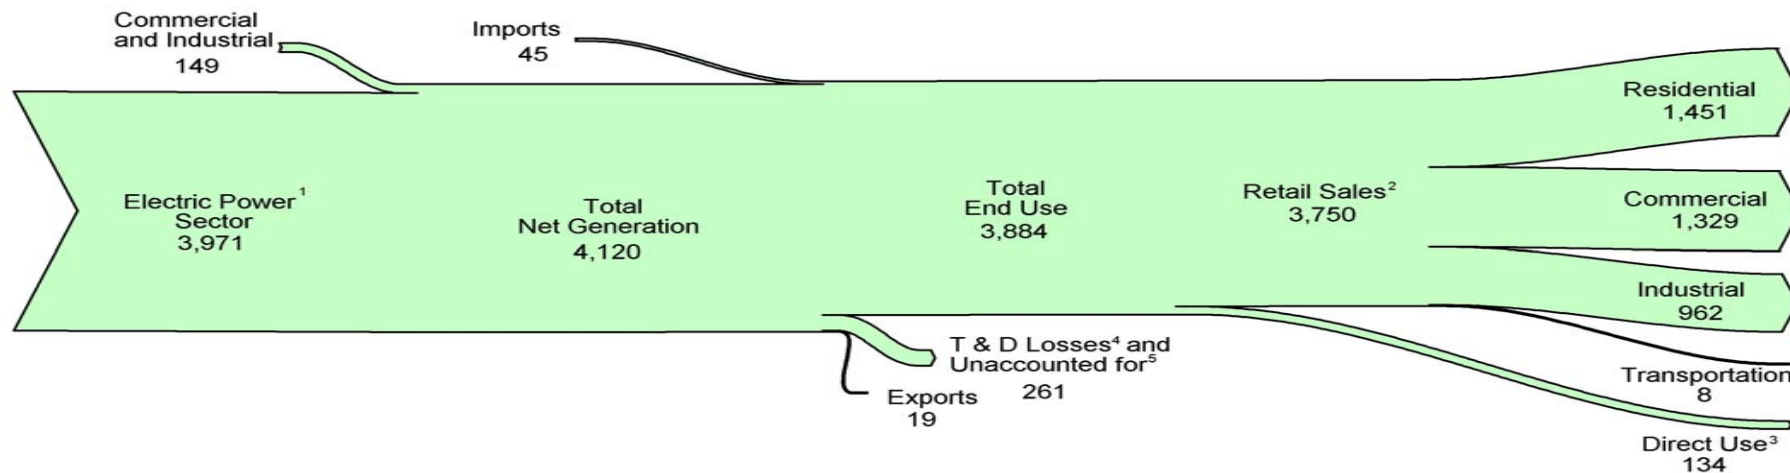 Commercial
and Industrial
149
Imports
45
Electric Power¹
Sector
3,971
Total
Net Generation
4,120
Total
End Use
3,884
Retail Sales²
3,750
Residential
1,451
Commercial
1,329
Industrial
962
T & D Losses⁴ and
Unaccounted for⁵
261
Exports
19
Transportation
8
Direct Use³
134